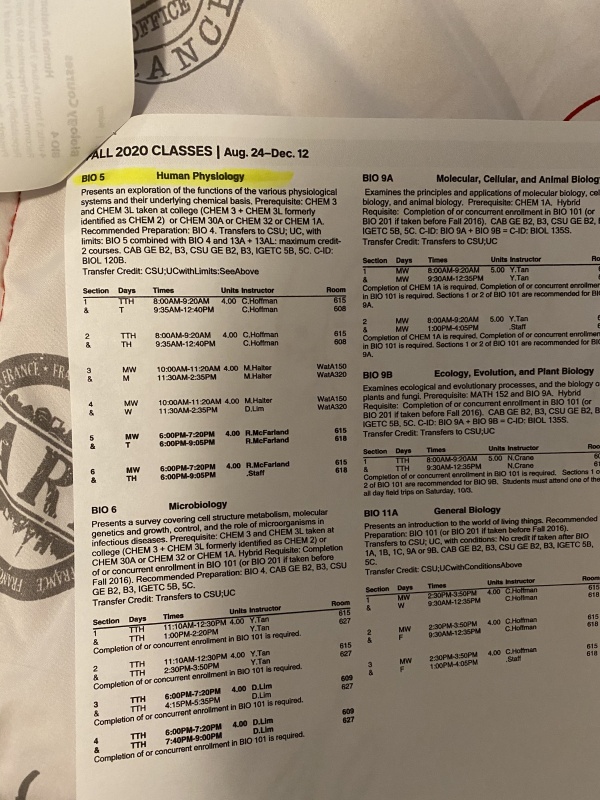 OFFICE
FRANCE
FALL 2020 CLASSES | Aug. 24-Dec. 12
BIO 5 Human Physiology
Presents an exploration of the functions of the various physiological
systems and their underlying chemical basis. Prerequisite: CHEM 3
and CHEM 3L taken at college (CHEM 3 + CHEM 3L formerly
identified as CHEM 2) or CHEM 30A or CHEM 32 or CHEM 1A.
Recommended Preparation: BIO 4. Transfers to CSU; UC, with
limits: BIO 5 combined with BIO 4 and 13A + 13AL: maximum credit-
2 courses. CAB GE B2, B3, CSU GE B2, B3, IGETC 5B, 5C. C-ID:
BIOL 120B.
Transfer Credit: CSU;UCwithLimits:SeeAbove
Section Days Times Units Instructor Room
1 TTH 8:00AM-9:20AM 4.00 C.Hoffman 615
& T 9:35AM-12:40PM C.Hoffman 608
2 TTH 8:00AM-9:20AM 4.00 C.Hoffman 615
& TH 9:35AM-12:40PM C.Hoffman 608
3 MW 10:00AM-11:20AM 4.00 M.Halter WatA150
& M 11:30AM-2:35PM M.Halter WatA320
4 MW 10:00AM-11:20AM 4.00 M.Halter WatA150
& W 11:30AM-2:35PM D.Lim WatA320
5 MW 6:00PM-7:20PM 4.00 R.McFarland 615
& T 6:00PM-9:05PM R.McFarland 618
6 MW 6:00PM-7:20PM 4.00 R.McFarland 615
& TH 6:00PM-9:05PM .Staff 618
BIO 6 Microbiology
Presents a survey covering cell structure metabolism, molecular
genetics and growth, control, and the role of microorganisms in
infectious diseases. Prerequisite: CHEM 3 and CHEM 3L taken at
college (CHEM 3 + CHEM 3L formerly identified as CHEM 2) or
CHEM 30A or CHEM 32 or CHEM 1A. Hybrid Requisite: Completion
of or concurrent enrollment in BIO 101 (or BIO 201 if taken before
Fall 2016). Recommended Preparation: BIO 4. CAB GE B2, B3, CSU
GE B2, B3, IGETC 5B, 5C.
Transfer Credit: Transfers to CSU;UC
Section Days Times Units Instructor Room
1 TTH 11:10AM-12:30PM 4.00 Y.Tan 615
& TTH 1:00PM-2:20PM Y.Tan 627
Completion of or concurrent enrollment in BIO 101 is required.
2 TTH 11:10AM-12:30PM 4.00 Y.Tan 615
& TTH 2:30PM-3:50PM Y.Tan 627
Completion of or concurrent enrollment in BIO 101 is required.
3 TTH 6:00PM-7:20PM 4.00 D.Lim 609
& TTH 4:15PM-5:35PM D.Lim 627
Completion of or concurrent enrollment in BIO 101 is required.
4 TTH 6:00PM-7:20PM 4.00 D.Lim 609
& TTH 7:40PM-9:00PM D.Lim 627
Completion of or concurrent enrollment in BIO 101 is required.
BIO 9A Molecular, Cellular, and Animal Biology
Examines the principles and applications of molecular biology,
biology, and animal biology. Prerequisite: CHEM 1A. Hybrid
Requisite: Completion of or concurrent enrollment in BIO 101 (or
BIO 201 if taken before Fall 2016). CAB GE B2, B3, CSU GE B2,
IGETC 5B, 5C. C-ID: BIO 9A + BIO 9B = C-ID: BIOL 135S.
Transfer Credit: Transfers to CSU;UC
Section Days Times Units Instructor
1 MW 8:00AM-9:20AM 5.00 Y.Tan
& MW 9:30AM-12:35PM Y.Tan
Completion of CHEM 1A is required. Completion of or concurrent
in BIO 101 is required. Sections 1 or 2 of BIO 101 are recommended for
9A.
2 MW 8:00AM-9:20AM 5.00 Y.Tan
& MW 1:00PM-4:05PM .Staff
Completion of CHEM 1A is required. Completion of or concurrent
in BIO 101 is required. Sections 1 or 2 of BIO 101 are recommended for
9A.
BIO 9B Ecology, Evolution, and Plant Biology
Examines ecological and evolutionary processes, and the biology of
plants and fungi. Prerequisite: MATH 152 and BIO 9A. Hybrid
Requisite: Completion of or concurrent enrollment in BIO 101 (or
BIO 201 if taken before Fall 2016). CAB GE B2, B3, CSU GE B2,
IGETC 5B, 5C. C-ID: BIO 9A + BIO 9B = C-ID: BIOL 135S.
Transfer Credit: Transfers to CSU;UC
Section Days Times Units Instructor
1 TTH 8:00AM-9:20AM 5.00 N.Crane
& TTH 9:30AM-12:35PM N.Crane
Completion of or concurrent enrollment in BIO 101 is required. Sections 1 or
2 of BIO 101 are recommended for BIO 9B. Students must attend one of the
all day field trips on Saturday, 10/3.
BIO 11A General Biology
Presents an introduction to the world of living things. Recommended
Preparation: BIO 101 (or BIO 201 if taken before Fall 2016).
Transfers to CSU; UC, with conditions: No credit if taken after BIO
1A, 1B, 1C, 9A or 9B. CAB GE B2, B3, CSU GE B2, B3, IGETC 5B,
5C.
Transfer Credit: CSU;UCwithConditionsAbove
Section Days Times Units Instructor Room
1 MW 2:30PM-3:50PM 4.00 C.Hoffman 615
& W 9:30AM-12:35PM C.Hoffman 618
2 MW 2:30PM-3:50PM 4.00 C.Hoffman 615
& F 9:30AM-12:35PM C.Hoffman 618
3 MW 2:30PM-3:50PM 4.00 C.Hoffman 615
& F 1:00PM-4:05PM .Staff 618